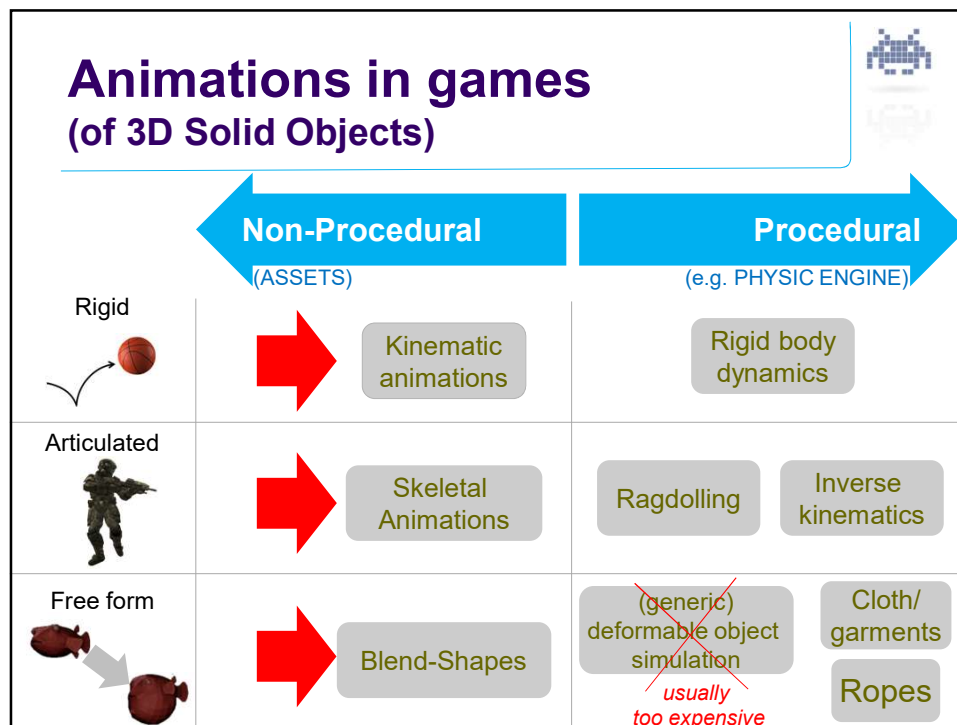 Animations in games
(of 3D Solid Objects)
Non-Procedural
Procedural
(ASSETS)
(e.g. PHYSIC ENGINE)
Rigid
Kinematic
animations
Rigid body
dynamics
Articulated
Skeletal
Animations
Ragdolling
Inverse
kinematics
Free form
Blend-Shapes
(generic)
deformable object
simulation
usually
too expensive
Cloth/
garments
Ropes